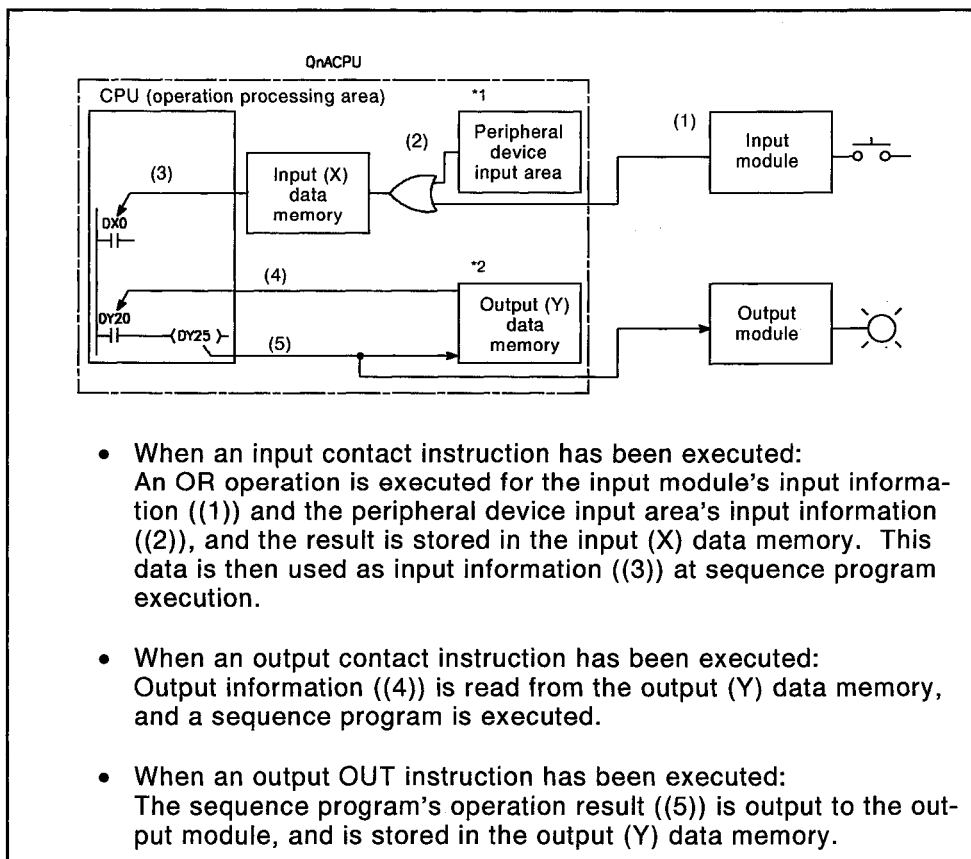 QnACPU
CPU (operation processing area)
*1
Peripheral
device
input area
(1)
Input
module
(2)
(3)
Input (X)
data
memory
DX0
(4)
*2
DY20
DY25
(5)
Output (Y)
data
memory
Output
module
• When an input contact instruction has been executed:
An OR operation is executed for the input module's input informa-
tion ((1)) and the peripheral device input area's input information
((2)), and the result is stored in the input (X) data memory. This
data is then used as input information ((3)) at sequence program
execution.
• When an output contact instruction has been executed:
Output information ((4)) is read from the output (Y) data memory,
and a sequence program is executed.
• When an output OUT instruction has been executed:
The sequence program's operation result ((5)) is output to the out-
put module, and is stored in the output (Y) data memory.